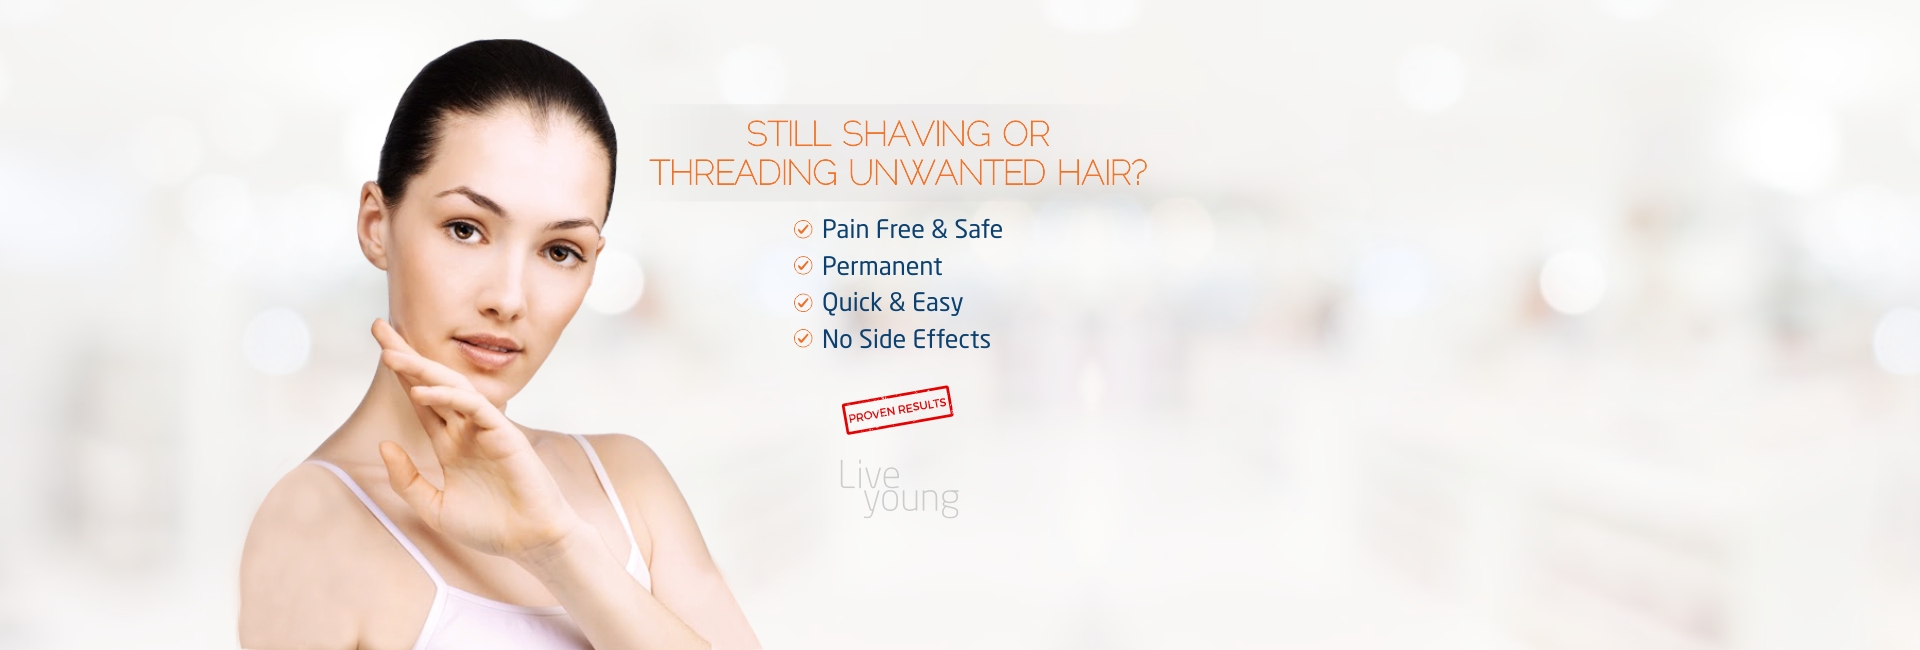 STILL SHAVING OR
THREADING UNWANTED HAIR?
Pain Free & Safe
Permanent
Quick & Easy
No Side Effects
PROVEN RESULTS
Live
young